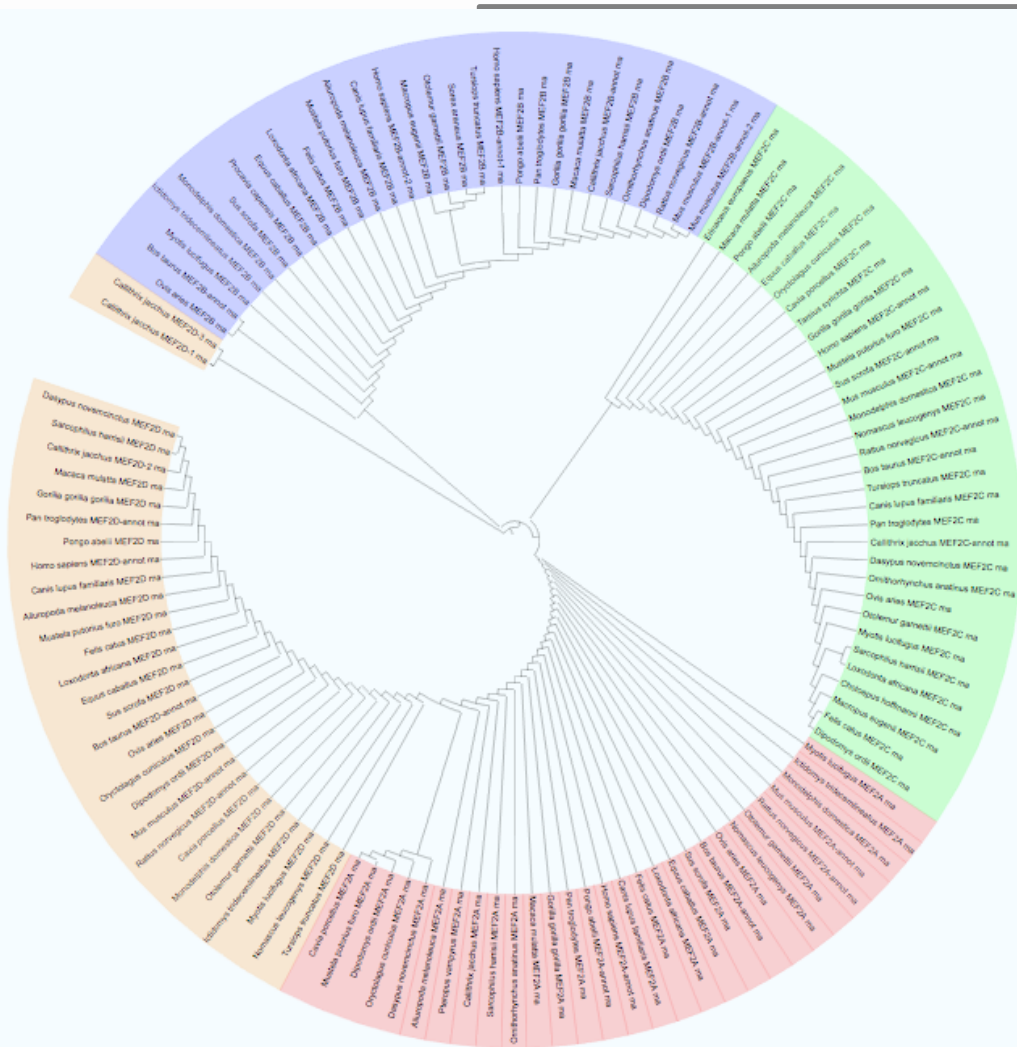 Callithrix jacchus MEF2D-1 ma
Callithrix jacchus MEF2D-3 ma
Ovis aries MEF2B ma
Bos taurus MEF2B-annot ma
Myotis lucifugus MEF2B ma
Ictidomys tridecemlineatus MEF2B ma
Monodelphis domestica MEF2B ma
Sus scrofa MEF2B ma
Procavia capensis MEF2B ma
Equus caballus MEF2B ma
Loxodonta africana MEF2B ma
Felis catus MEF2B ma
Mustela putorius furo MEF2B ma
Ailuropoda melanoleuca MEF2B ma
Canis lupus familiaris MEF2B ma
Homo sapiens MEF2B-annot-2 ma
Macropus eugenii MEF2B ma
Otolemur garnettii MEF2B ma
Sorex araneus MEF2B ma
Tursiops truncatus MEF2B ma
Homo sapiens MEF2B-annot-1 ma
Pongo abelii MEF2B ma
Pan troglodytes MEF2B ma
Gorilla gorilla gorilla MEF2B ma
Macaca mulatta MEF2B ma
Callithrix jacchus MEF2B-annot ma
Sarcophilus harrisii MEF2B ma
Ornithorhynchus anatinus MEF2B ma
Dipodomys ordii MEF2B ma
Rattus norvegicus MEF2B-annot ma
Mus musculus MEF2B-annot-1 ma
Mus musculus MEF2B-annot-2 ma
Erinaceus europaeus MEF2C ma
Macaca mulatta MEF2C ma
Pongo abelii MEF2C ma
Ailuropoda melanoleuca MEF2C ma
Equus caballus MEF2C ma
Oryctolagus cuniculus MEF2C ma
Cavia porcellus MEF2C ma
Tarsius syrichta MEF2C ma
Gorilla gorilla gorilla MEF2C ma
Homo sapiens MEF2C-annot ma
Mustela putorius furo MEF2C ma
Sus scrofa MEF2C-annot ma
Mus musculus MEF2C-annot ma
Monodelphis domestica MEF2C ma
Nomascus leucogenys MEF2C ma
Rattus norvegicus MEF2C-annot ma
Bos taurus MEF2C-annot ma
Tursiops truncatus MEF2C ma
Canis lupus familiaris MEF2C ma
Pan troglodytes MEF2C ma
Callithrix jacchus MEF2C-annot ma
Dasypus novemcinctus MEF2C ma
Ornithorhynchus anatinus MEF2C ma
Ovis aries MEF2C ma
Otolemur garnettii MEF2C ma
Myotis lucifugus MEF2C ma
Sarcophilus harrisii MEF2C ma
Loxodonta africana MEF2C ma
Choloepus hoffmanni MEF2C ma
Macropus eugenii MEF2C ma
Felis catus MEF2C ma
Dipodomys ordii MEF2C ma
Myotis lucifugus MEF2A ma
Ictidomys tridecemlineatus MEF2A ma
Monodelphis domestica MEF2A ma
Mus musculus MEF2A-annot ma
Rattus norvegicus MEF2A-annot ma
Otolemur garnettii MEF2A ma
Nomascus leucogenys MEF2A ma
Ovis aries MEF2A ma
Bos taurus MEF2A-annot ma
Sus scrofa MEF2A ma
Equus caballus MEF2A ma
Loxodonta africana MEF2A ma
Felis catus MEF2A ma
Canis lupus familiaris MEF2A ma
Homo sapiens MEF2A-annot ma
Pongo abelii MEF2A-annot ma
Pan troglodytes MEF2A ma
Gorilla gorilla gorilla MEF2A ma
Macaca mulatta MEF2A ma
Ornithorhynchus anatinus MEF2A ma
Sarcophilus harrisii MEF2A ma
Callithrix jacchus MEF2A ma
Pteropus vampyrus MEF2A ma
Ailuropoda melanoleuca MEF2A ma
Dasypus novemcinctus MEF2A ma
Oryctolagus cuniculus MEF2A ma
Dipodomys ordii MEF2A ma
Mustela putorius furo MEF2A ma
Cavia porcellus MEF2A ma
Tursiops truncatus MEF2D ma
Nomascus leucogenys MEF2D ma
Myotis lucifugus MEF2D ma
Ictidomys tridecemlineatus MEF2D ma
Otolemur garnettii MEF2D ma
Monodelphis domestica MEF2D ma
Cavia porcellus MEF2D ma
Rattus norvegicus MEF2D-annot ma
Mus musculus MEF2D-annot ma
Dipodomys ordii MEF2D ma
Oryctolagus cuniculus MEF2D ma
Ovis aries MEF2D ma
Bos taurus MEF2D-annot ma
Sus scrofa MEF2D ma
Equus caballus MEF2D ma
Loxodonta africana MEF2D ma
Felis catus MEF2D ma
Mustela putorius furo MEF2D ma
Ailuropoda melanoleuca MEF2D ma
Canis lupus familiaris MEF2D ma
Homo sapiens MEF2D-annot ma
Pongo abelii MEF2D ma
Pan troglodytes MEF2D-annot ma
Gorilla gorilla gorilla MEF2D ma
Macaca mulatta MEF2D ma
Callithrix jacchus MEF2D-2 ma
Sarcophilus harrisii MEF2D ma
Dasypus novemcinctus MEF2D ma